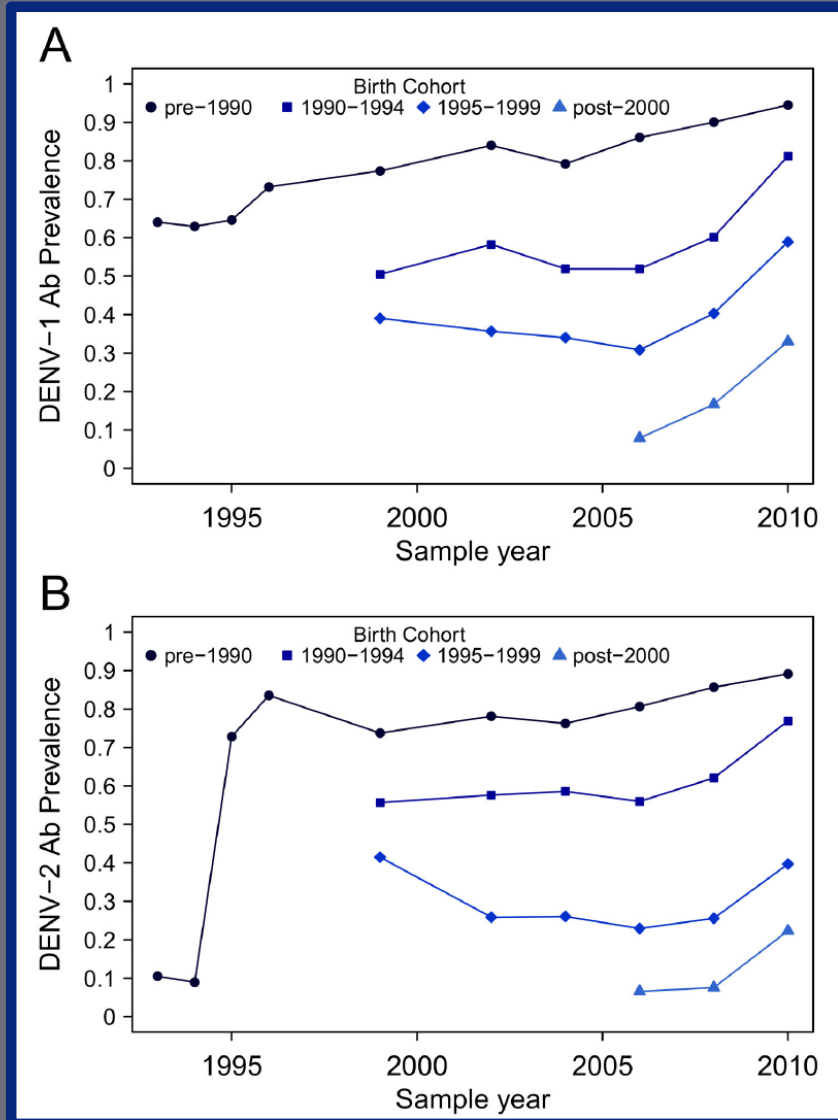 A
Birth Cohort
pre-1990 1990-1994 1995-1999 post-2000
1
0.9
0.8
0.7
0.6
0.5
0.4
0.3
0.2
0.1
0
DENV-1 Ab Prevalence
1995 2000 2005 2010
Sample year
B
Birth Cohort
pre-1990 1990-1994 1995-1999 post-2000
1
0.9
0.8
0.7
0.6
0.5
0.4
0.3
0.2
0.1
0
DENV-2 Ab Prevalence
1995 2000 2005 2010
Sample year